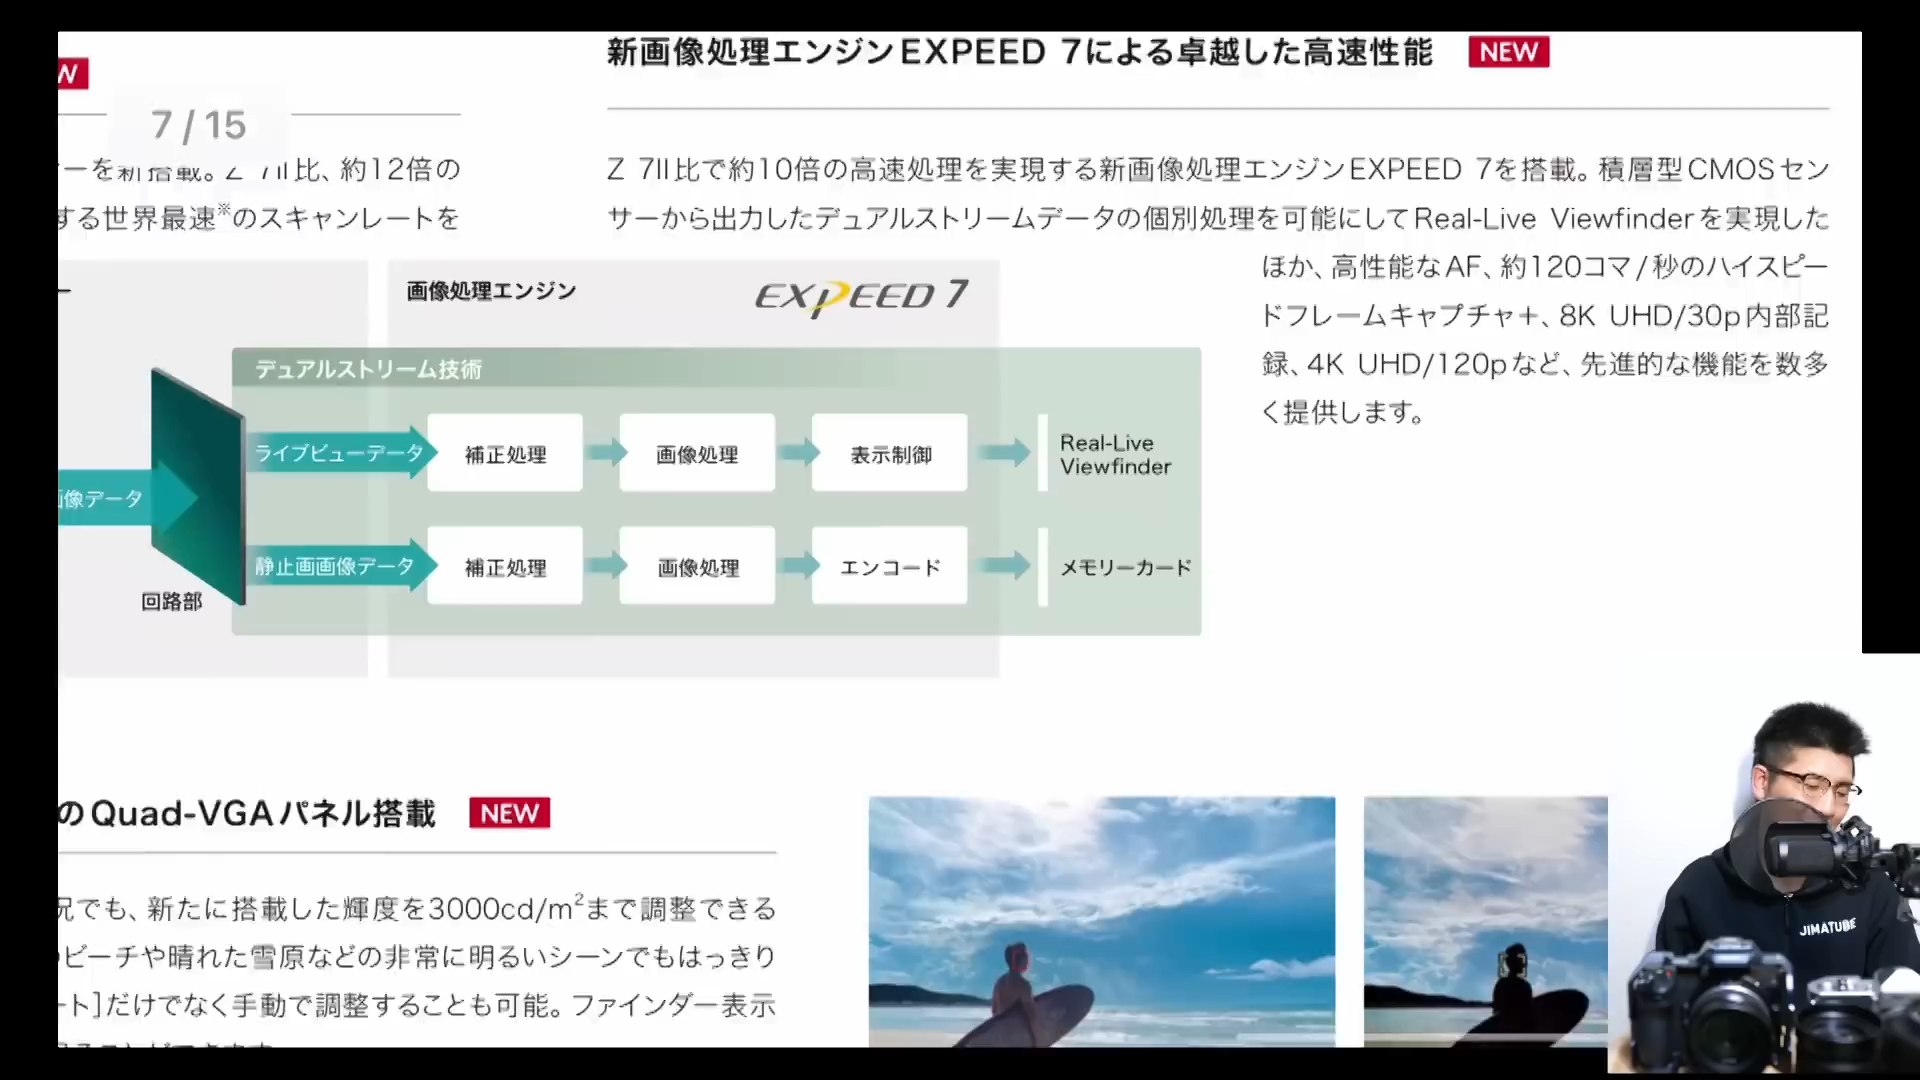 新画像処理エンジンEXPEED 7による卓越した高速性能 NEW
W
7 / 15
ーを新搭載。Z 7II比、約12倍の
する世界最速※のスキャンレートを
Z 7II比で約10倍の高速処理を実現する新画像処理エンジンEXPEED 7を搭載。積層型CMOSセン
サーから出力したデュアルストリームデータの個別処理を可能にしてReal-Live Viewfinderを実現した
ほか、高性能なAF、約120コマ/秒のハイスピー
ドフレームキャプチャ+、8K UHD/30p内部記
録、4K UHD/120pなど、先進的な機能を数多
く提供します。
ー
画像処理エンジン
EXPEED 7
デュアルストリーム技術
ライブビューデータ
補正処理
画像処理
表示制御
Real-Live
Viewfinder
像データ
静止画画像データ
補正処理
画像処理
エンコード
メモリーカード
回路部
のQuad-VGAパネル搭載 NEW
況でも、新たに搭載した輝度を3000cd/m²まで調整できる
ビーチや晴れた雪原などの非常に明るいシーンでもはっきり
ート]だけでなく手動で調整することも可能。ファインダー表示
JIMATUBE